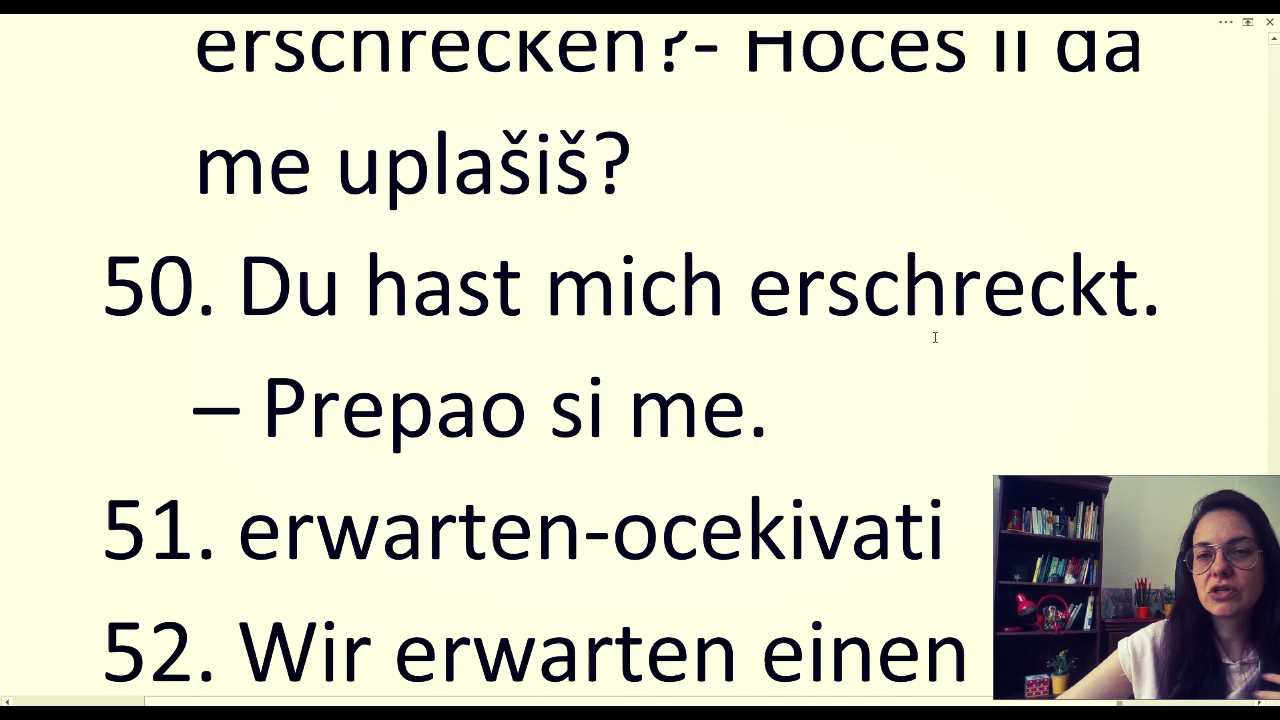 erschrecken?- Hoces li da
me uplašiš?
50. Du hast mich erschreckt.
– Prepao si me.
51. erwarten-ocekivati
52. Wir erwarten einen